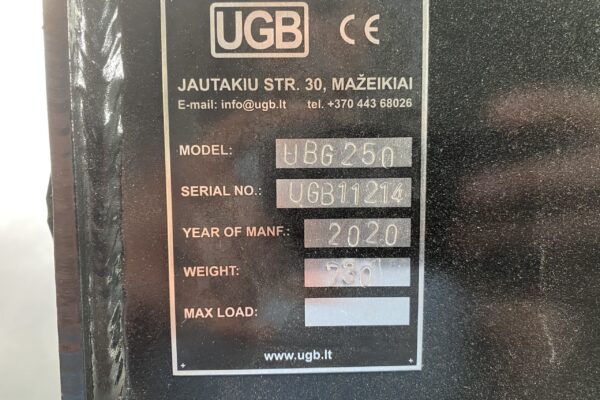 UGB CE
JAUTAKIU STR. 30, MAŽEIKIAI
E-mail: info@ugb.lt tel. +370 443 68026
MODEL: UBG250
SERIAL NO.: UGB11214
YEAR OF MANF.: 2020
WEIGHT: 730
MAX LOAD:
www.ugb.lt